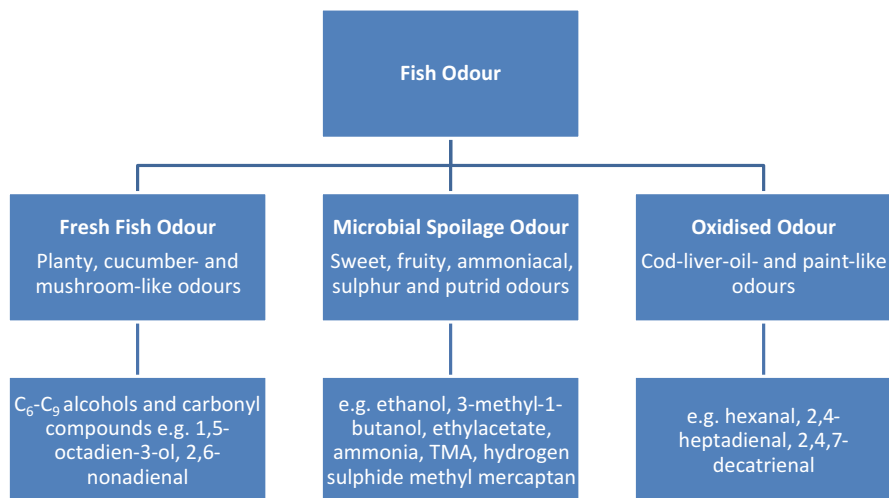 Fish Odour
Fresh Fish Odour
Planty, cucumber- and
mushroom-like odours
Microbial Spoilage Odour
Sweet, fruity, ammoniacal,
sulphur and putrid odours
Oxidised Odour
Cod-liver-oil- and paint-like
odours
C₆-C₉ alcohols and carbonyl
compounds e.g. 1,5-
octadien-3-ol, 2,6-
nonadienal
e.g. ethanol, 3-methyl-1-
butanol, ethylacetate,
ammonia, TMA, hydrogen
sulphide methyl mercaptan
e.g. hexanal, 2,4-
heptadienal, 2,4,7-
decatrienal